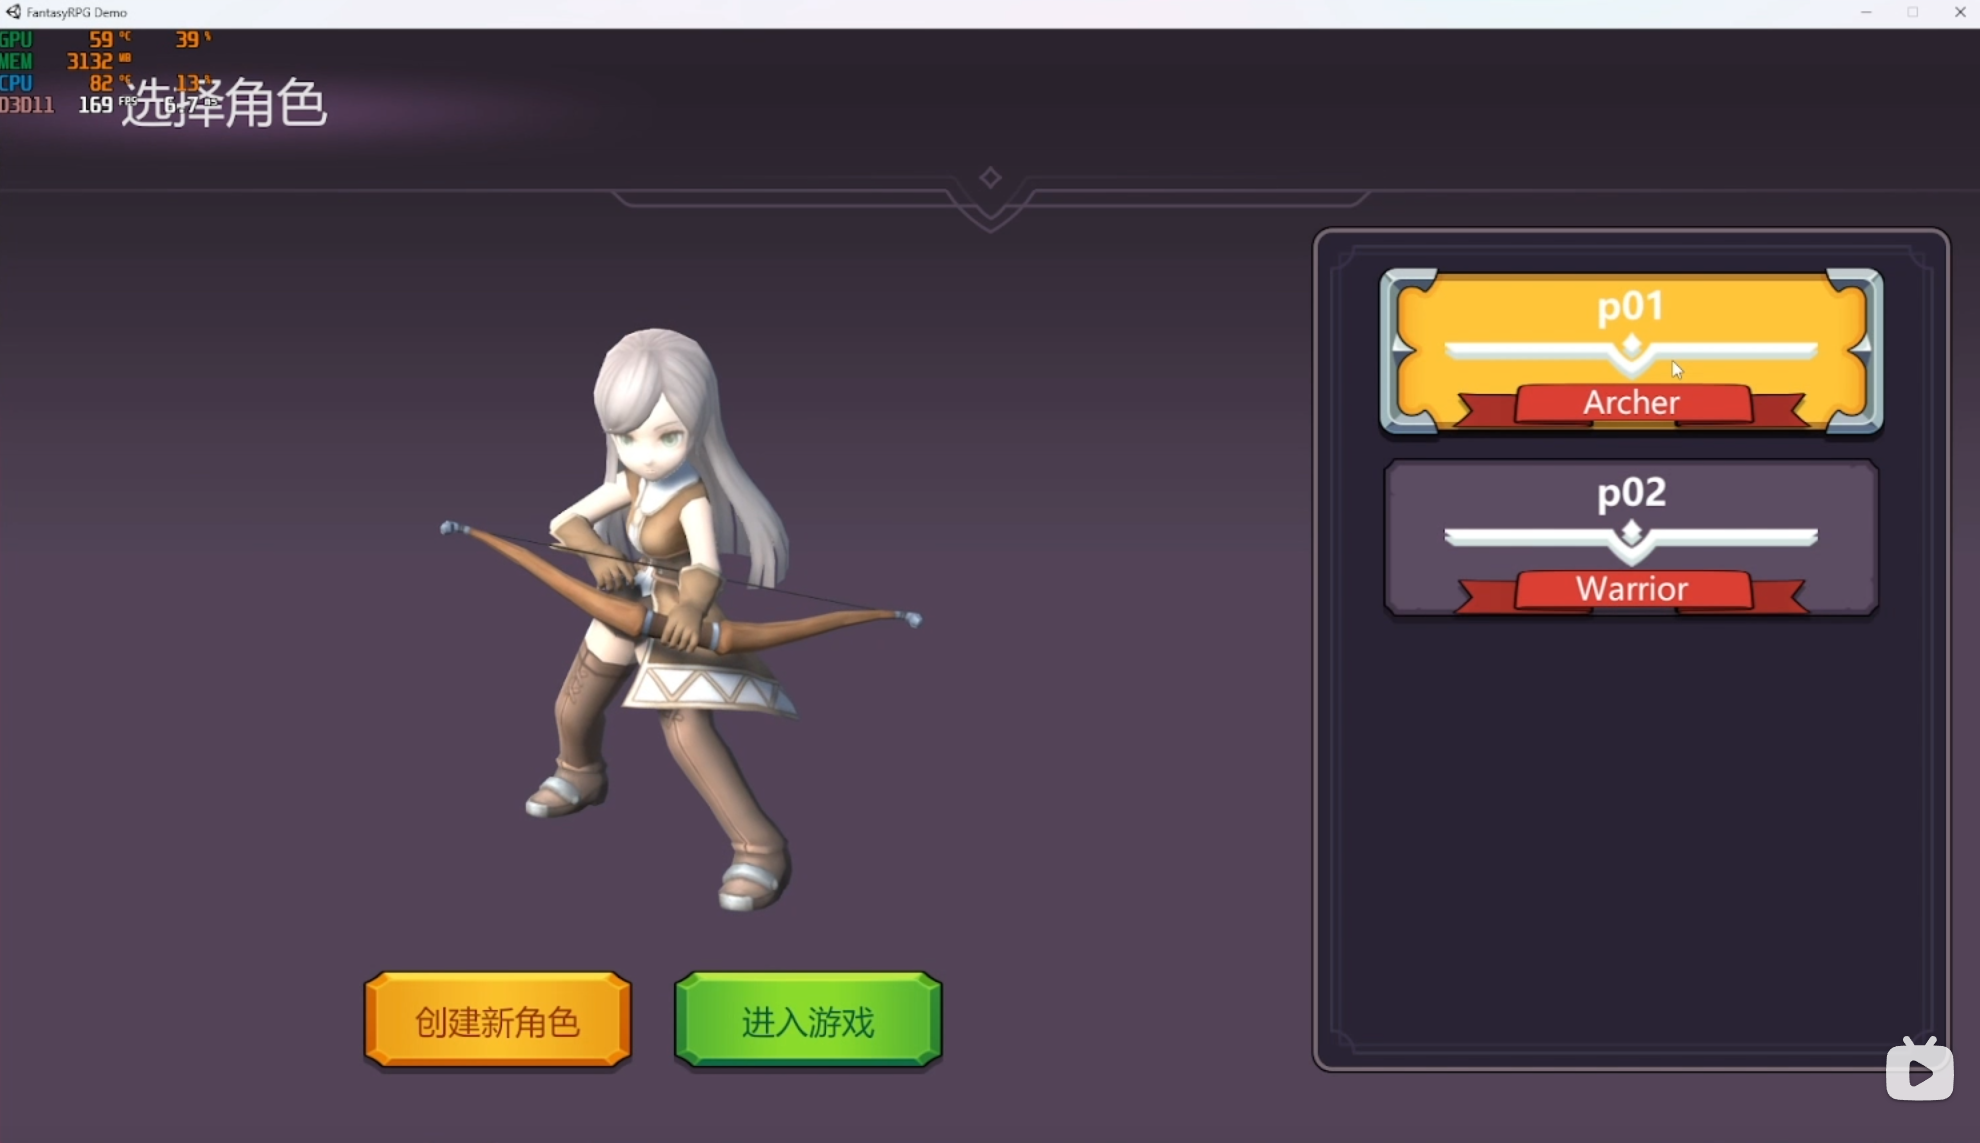 FantasyRPG Demo
GPU 59 °C 39 %
MEM 3132 MB
CPU 82 °C 13 %
D3D11 169 FPS 6.7 ms
选择角色
p01
Archer
p02
Warrior
创建新角色
进入游戏